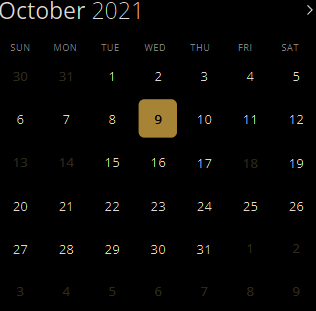 October 2021
SUN MON TUE WED THU FRI SAT
30 31 1 2 3 4 5
6 7 8 9 10 11 12
13 14 15 16 17 18 19
20 21 22 23 24 25 26
27 28 29 30 31 1 2
3 4 5 6 7 8 9